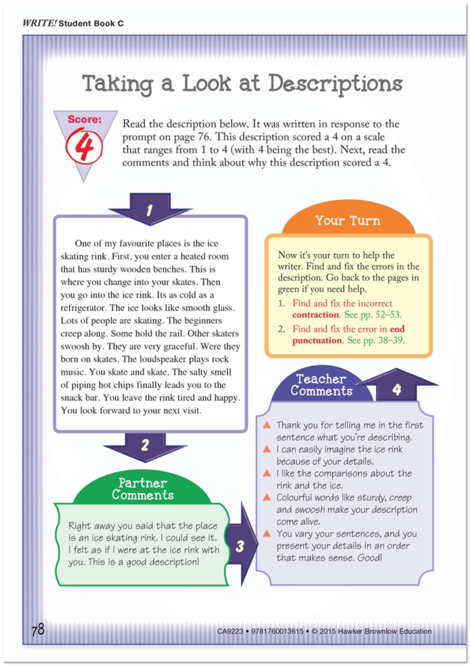 WRITE! Student Book C
Taking a Look at Descriptions
Score:
4
Read the description below. It was written in response to the
prompt on page 76. This description scored a 4 on a scale
that ranges from 1 to 4 (with 4 being the best). Next, read the
comments and think about why this description scored a 4.
1
One of my favourite places is the ice
skating rink. First, you enter a heated room
that has sturdy wooden benches. This is
where you change into your skates. Then
you go into the ice rink. Its as cold as a
refrigerator. The ice looks like smooth glass.
Lots of people are skating. The beginners
creep along. Some hold the rail. Other skaters
swoosh by. They are very graceful. Were they
born on skates. The loudspeaker plays rock
music. You skate and skate. The salty smell
of piping hot chips finally leads you to the
snack bar. You leave the rink tired and happy.
You look forward to your next visit.
Your Turn
Now it's your turn to help the
writer. Find and fix the errors in the
description. Go back to the pages in
green if you need help.
1. Find and fix the incorrect
contraction. See pp. 52–53.
2. Find and fix the error in end
punctuation. See pp. 38–39.
2
Partner
Comments
Right away you said that the place
is an ice skating rink. I could see it.
I felt as if I were at the ice rink with
you. This is a good description!
3
Teacher
Comments
4
Thank you for telling me in the first
sentence what you're describing.
I can easily imagine the ice rink
because of your details.
I like the comparisons about the
rink and the ice.
Colourful words like sturdy, creep
and swoosh make your description
come alive.
You vary your sentences, and you
present your details in an order
that makes sense. Good!
78
CA9223 • 9781760013615 • © 2015 Hawker Brownlow Education